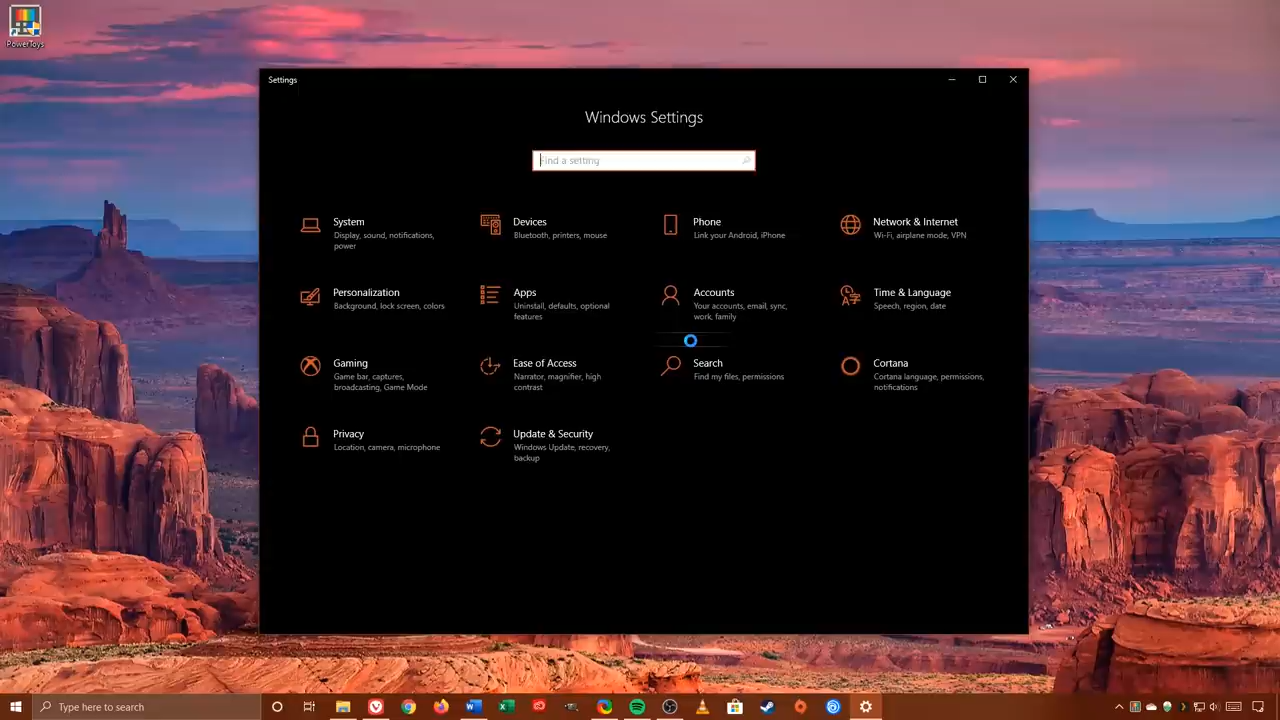 PowerToys
Settings
Windows Settings
Find a setting
System
Display, sound, notifications,
power
Devices
Bluetooth, printers, mouse
Phone
Link your Android, iPhone
Network & Internet
Wi-Fi, airplane mode, VPN
Personalization
Background, lock screen, colors
Apps
Uninstall, defaults, optional
features
Accounts
Your accounts, email, sync,
work, family
Time & Language
Speech, region, date
Gaming
Game bar, captures,
broadcasting, Game Mode
Ease of Access
Narrator, magnifier, high
contrast
Search
Find my files, permissions
Cortana
Cortana language, permissions,
notifications
Privacy
Location, camera, microphone
Update & Security
Windows Update, recovery,
backup
Type here to search